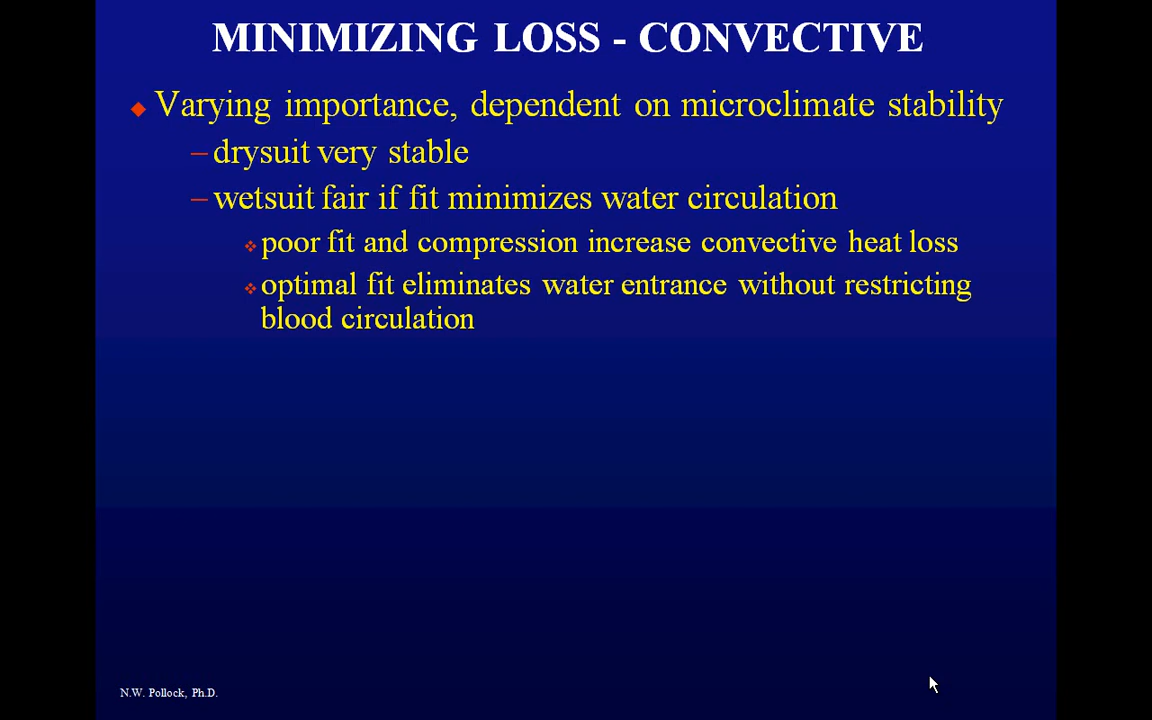 MINIMIZING LOSS - CONVECTIVE
Varying importance, dependent on microclimate stability
– drysuit very stable
– wetsuit fair if fit minimizes water circulation
poor fit and compression increase convective heat loss
optimal fit eliminates water entrance without restricting
blood circulation
N.W. Pollock, Ph.D.